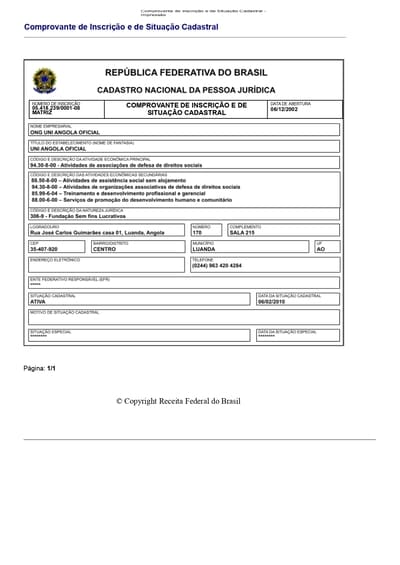 Comprovante de Inscrição e de Situação Cadastral -
Impressão
Comprovante de Inscrição e de Situação Cadastral
REPÚBLICA FEDERATIVA DO BRASIL
CADASTRO NACIONAL DA PESSOA JURÍDICA
NÚMERO DE INSCRIÇÃO
05.418.239/0001-08
MATRIZ
COMPROVANTE DE INSCRIÇÃO E DE
SITUAÇÃO CADASTRAL
DATA DE ABERTURA
06/12/2002
NOME EMPRESARIAL
ONG UNI ANGOLA OFICIAL
TÍTULO DO ESTABELECIMENTO (NOME DE FANTASIA)
UNI ANGOLA OFICIAL
CÓDIGO E DESCRIÇÃO DA ATIVIDADE ECONÔMICA PRINCIPAL
94.30-8-00 - Atividades de associações de defesa de direitos sociais
CÓDIGO E DESCRIÇÃO DAS ATIVIDADES ECONÔMICAS SECUNDÁRIAS
88.50-8-00 – Atividades de assistência social sem alojamento
94.30-8-00 – Atividades de organizações associativas de defesa de direitos sociais
85.99-6-04 – Treinamento e desenvolvimento profissional e gerencial
88.00-6-00 – Serviços de promoção do desenvolvimento humano e comunitário
CÓDIGO E DESCRIÇÃO DA NATUREZA JURÍDICA
306-9 - Fundação Sem fins Lucrativos
LOGRADOURO
Rua José Carlos Guimarães casa 01, Luanda, Angola
NÚMERO
170
COMPLEMENTO
SALA 215
CEP
35-407-920
BAIRRO/DISTRITO
CENTRO
MUNICÍPIO
LUANDA
UF
AO
ENDEREÇO ELETRÔNICO
TELEFONE
(0244) 963 420 4284
ENTE FEDERATIVO RESPONSÁVEL (EFR)
*****
SITUAÇÃO CADASTRAL
ATIVA
DATA DA SITUAÇÃO CADASTRAL
06/02/2010
MOTIVO DE SITUAÇÃO CADASTRAL
SITUAÇÃO ESPECIAL
********
DATA DA SITUAÇÃO ESPECIAL
********
Página: 1/1
© Copyright Receita Federal do Brasil